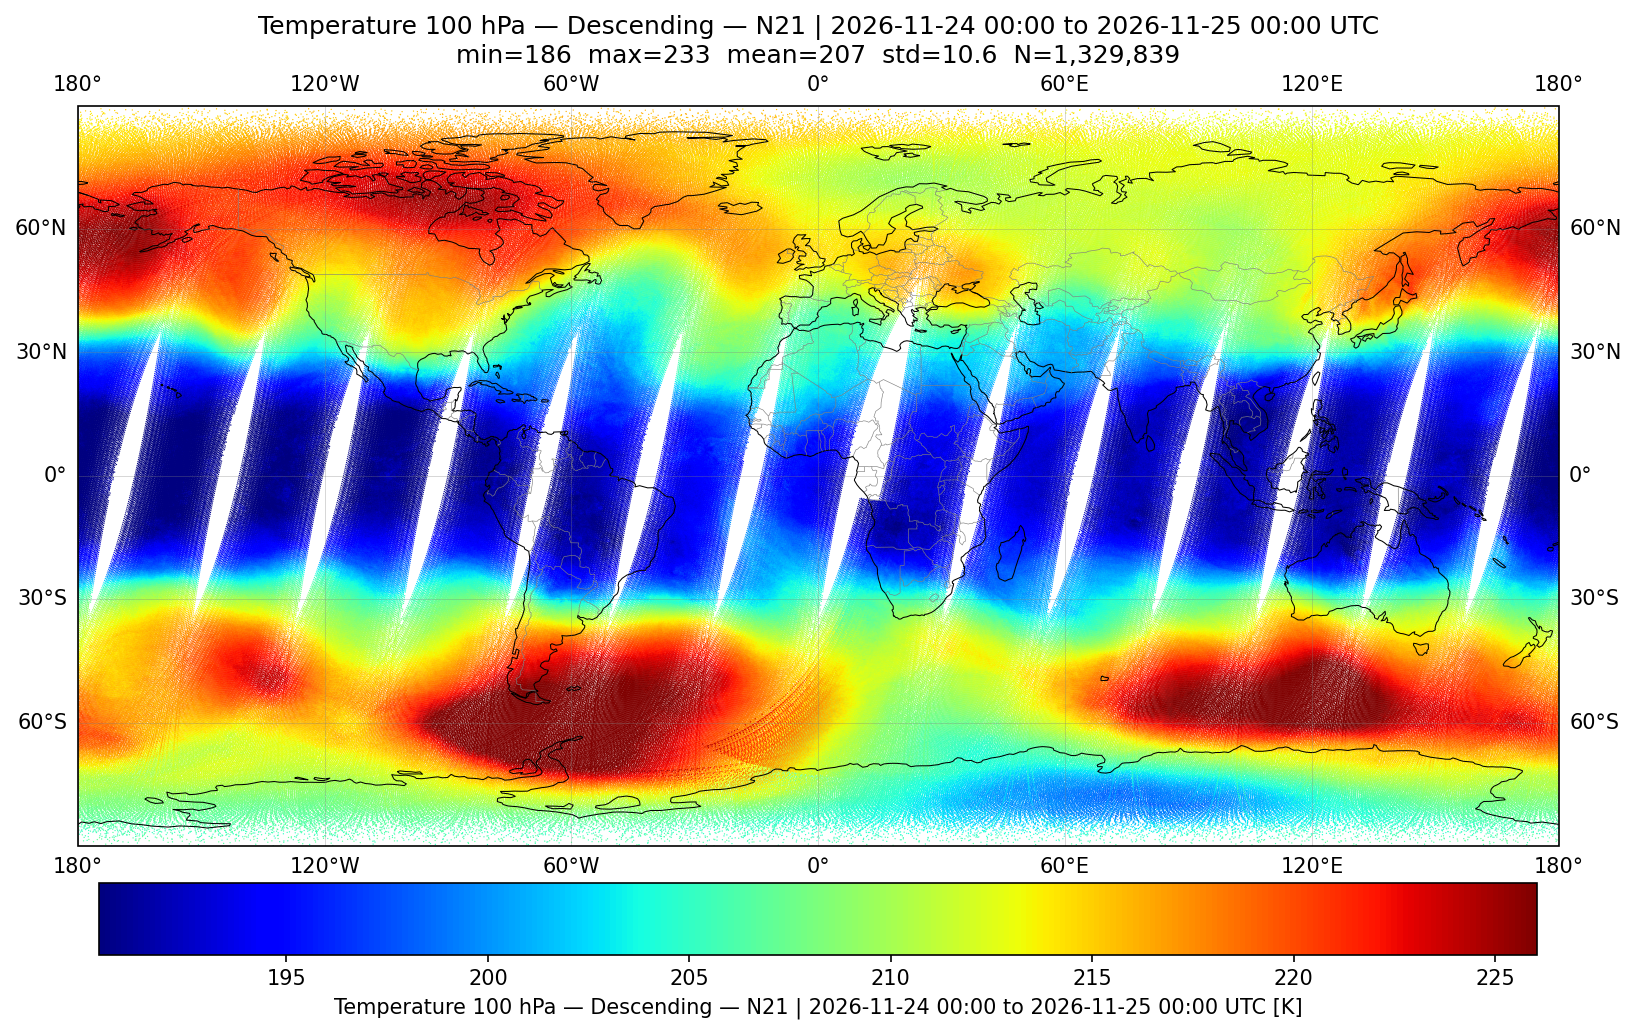 Temperature 100 hPa — Descending — N21 | 2026-11-24 00:00 to 2026-11-25 00:00 UTC
min=186  max=233  mean=207  std=10.6  N=1,329,839
180° 120°W 60°W 0° 60°E 120°E 180°
60°N 60°N
30°N 30°N
0° 0°
30°S 30°S
60°S 60°S
180° 120°W 60°W 0° 60°E 120°E 180°
195 200 205 210 215 220 225
Temperature 100 hPa — Descending — N21 | 2026-11-24 00:00 to 2026-11-25 00:00 UTC [K]